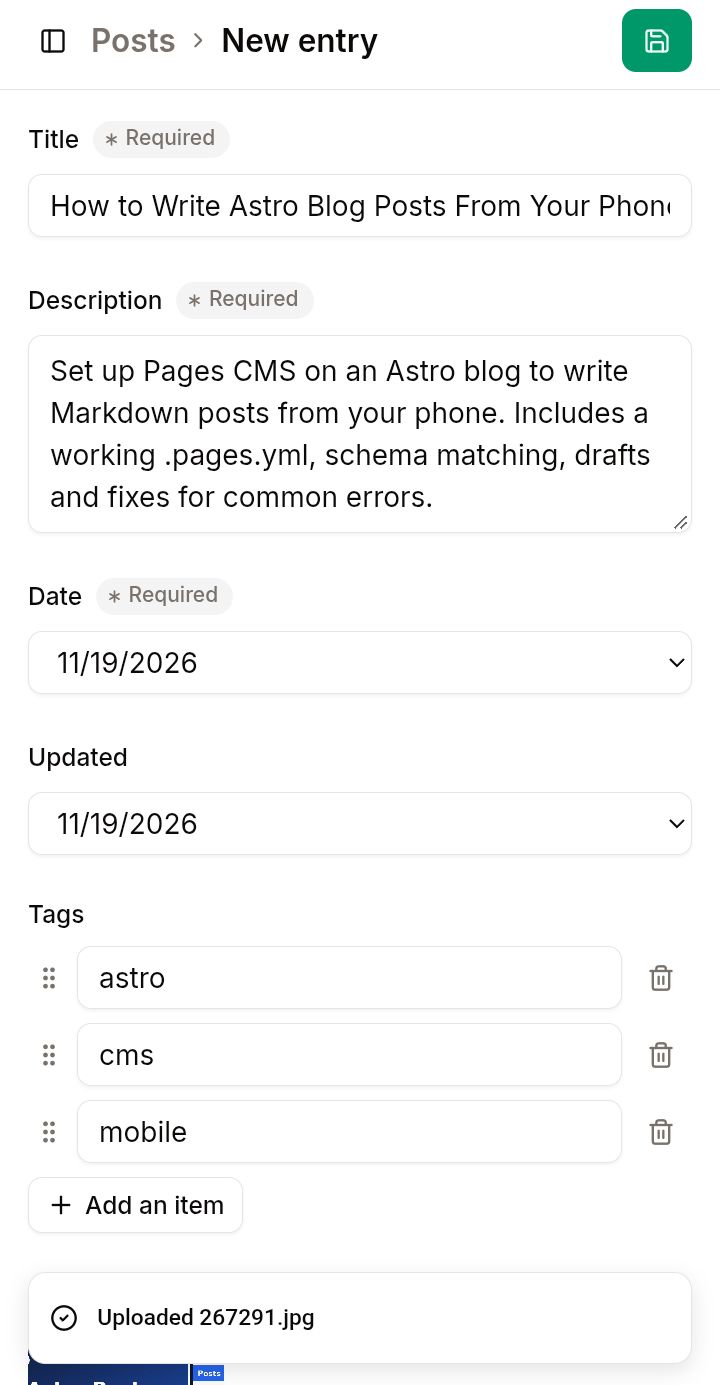 Posts > New entry
Title * Required
How to Write Astro Blog Posts From Your Phon
Description * Required
Set up Pages CMS on an Astro blog to write
Markdown posts from your phone. Includes a
working .pages.yml, schema matching, drafts
and fixes for common errors.
Date * Required
11/19/2026
Updated
11/19/2026
Tags
astro
cms
mobile
+ Add an item
Uploaded 267291.jpg
Posts